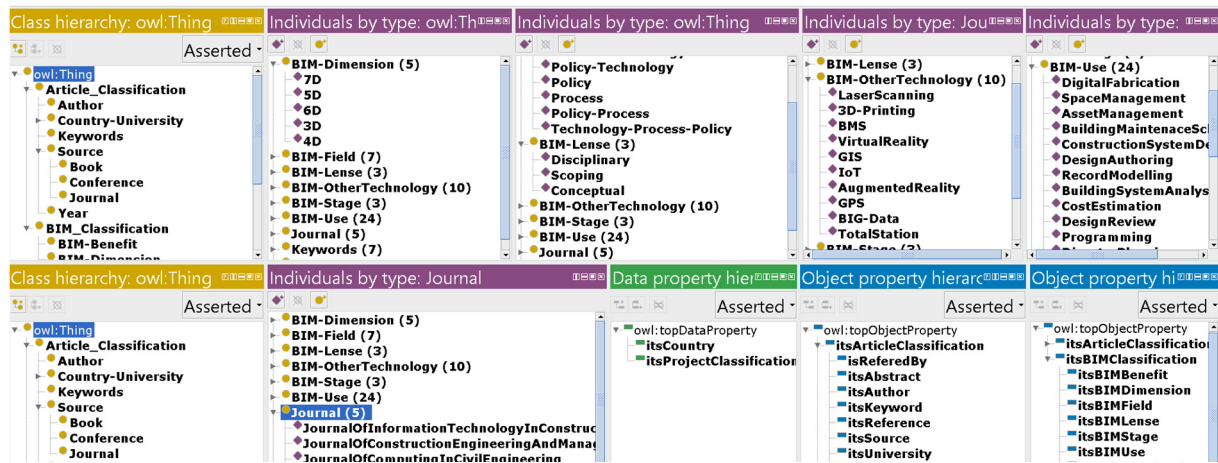 Class hierarchy: owl:Thing
Asserted
owl:Thing
Article_Classification
Author
Country-University
Keywords
Source
Book
Conference
Journal
Year
BIM_Classification
BIM-Benefit
BIM-Dimension
Individuals by type: owl:Th
BIM-Dimension (5)
7D
5D
6D
3D
4D
BIM-Field (7)
BIM-Lense (3)
BIM-OtherTechnology (10)
BIM-Stage (3)
BIM-Use (24)
Journal (5)
Keywords (7)
Individuals by type: owl:Thing
Policy-Technology
Policy
Process
Policy-Process
Technology-Process-Policy
BIM-Lense (3)
Disciplinary
Scoping
Conceptual
BIM-OtherTechnology (10)
BIM-Stage (3)
BIM-Use (24)
Journal (5)
Individuals by type: Jou
BIM-Lense (3)
BIM-OtherTechnology (10)
LaserScanning
3D-Printing
BMS
VirtualReality
GIS
IoT
AugmentedReality
GPS
BIG-Data
TotalStation
BIM-Stage (3)
Individuals by type:
BIM-Use (24)
DigitalFabrication
SpaceManagement
AssetManagement
BuildingMaintenaceSc
ConstructionSystemDe
DesignAuthoring
RecordModelling
BuildingSystemAnalys
CostEstimation
DesignReview
Programming
Class hierarchy: owl:Thing
Asserted
owl:Thing
Article_Classification
Author
Country-University
Keywords
Source
Book
Conference
Journal
Individuals by type: Journal
BIM-Dimension (5)
BIM-Field (7)
BIM-Lense (3)
BIM-OtherTechnology (10)
BIM-Stage (3)
BIM-Use (24)
Journal (5)
JournalOfInformationTechnologyInConstruc
JournalOfConstructionEngineeringAndMana
JournalOfComputingInCivilEngineering
Data property hier
Asserted
owl:topDataProperty
itsCountry
itsProjectClassification
Object property hierarc
Asserted
owl:topObjectProperty
itsArticleClassification
isReferedBy
itsAbstract
itsAuthor
itsKeyword
itsReference
itsSource
itsUniversity
Object property hi
Asserted
owl:topObjectProperty
itsArticleClassification
itsBIMClassification
itsBIMBenefit
itsBIMDimension
itsBIMField
itsBIMLense
itsBIMStage
itsBIMUse